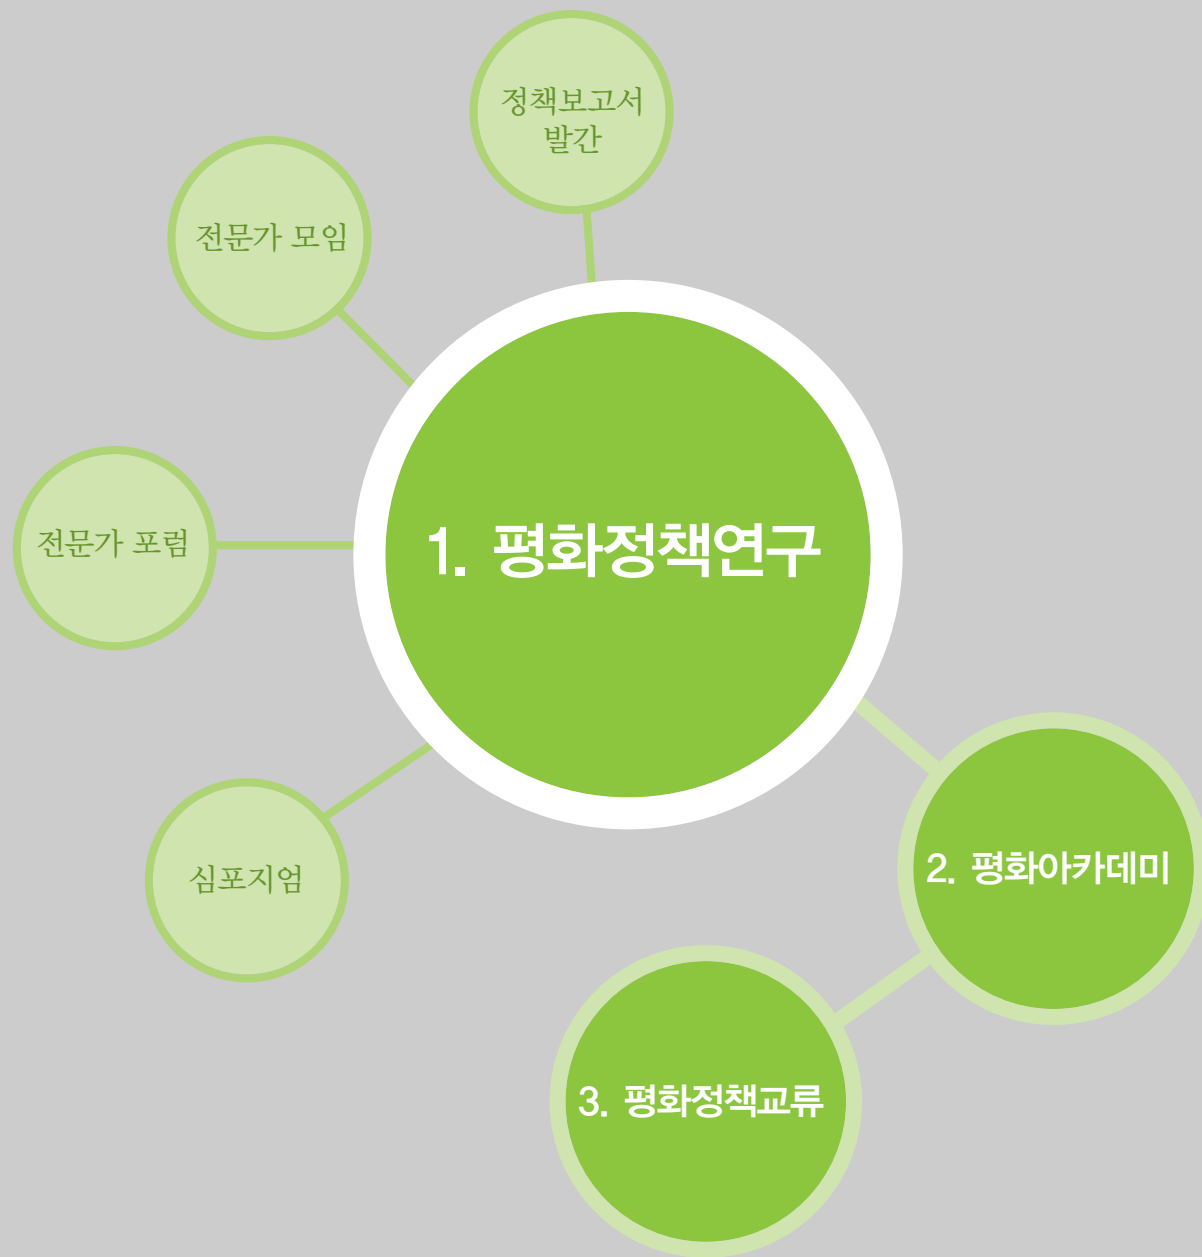 정책보고서
발간
전문가 모임
전문가 포럼
심포지엄
1. 평화정책연구
2. 평화아카데미
3. 평화정책교류